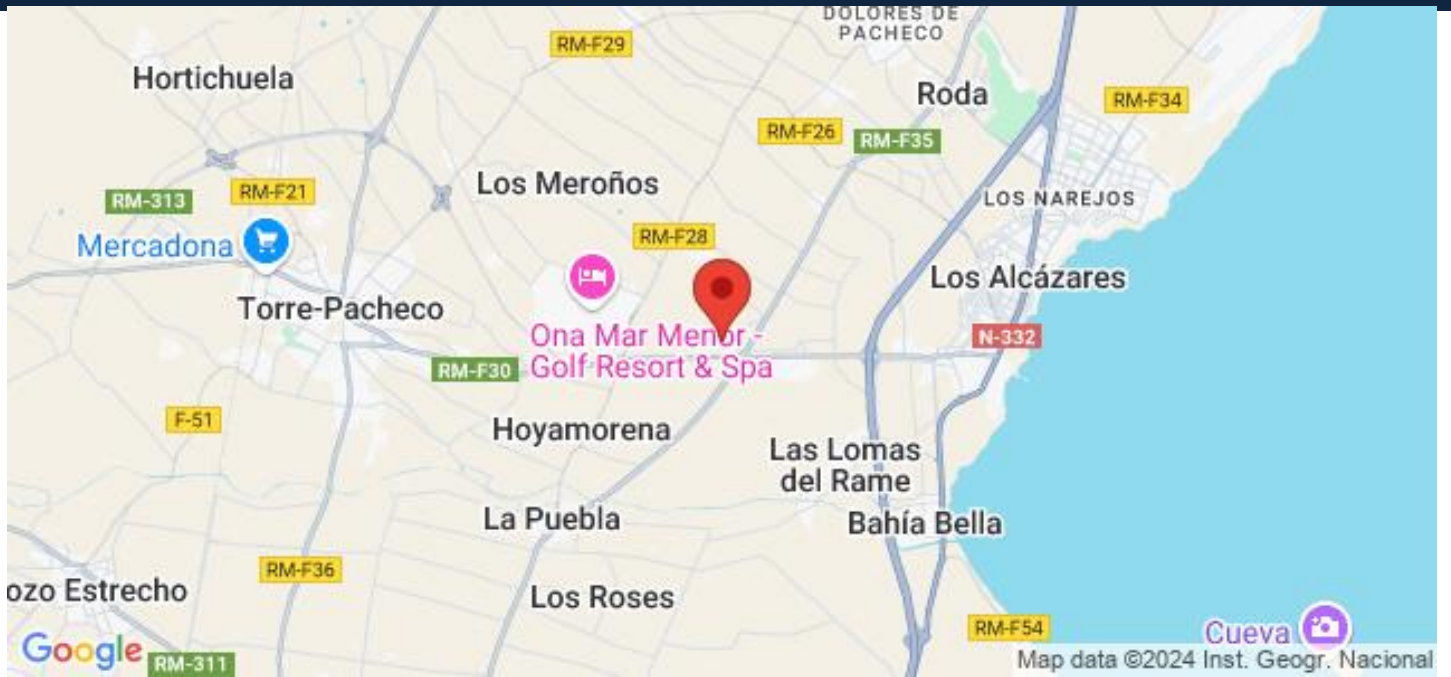 DOLORES DE
PACHECO
RM-F29
Hortichuela
Roda
RM-F34
RM-F26
RM-F35
Los Meroños
RM-F21
RM-313
LOS NAREJOS
Mercadona
RM-F28
Los Alcázares
Torre-Pacheco
Ona Mar Menor -
Golf Resort & Spa
N-332
RM-F30
F-51
Hoyamorena
Las Lomas
del Rame
La Puebla
Bahía Bella
RM-F36
ozo Estrecho
Los Roses
RM-F54
Cueva
Google
RM-311
Map data ©2024 Inst. Geogr. Nacional